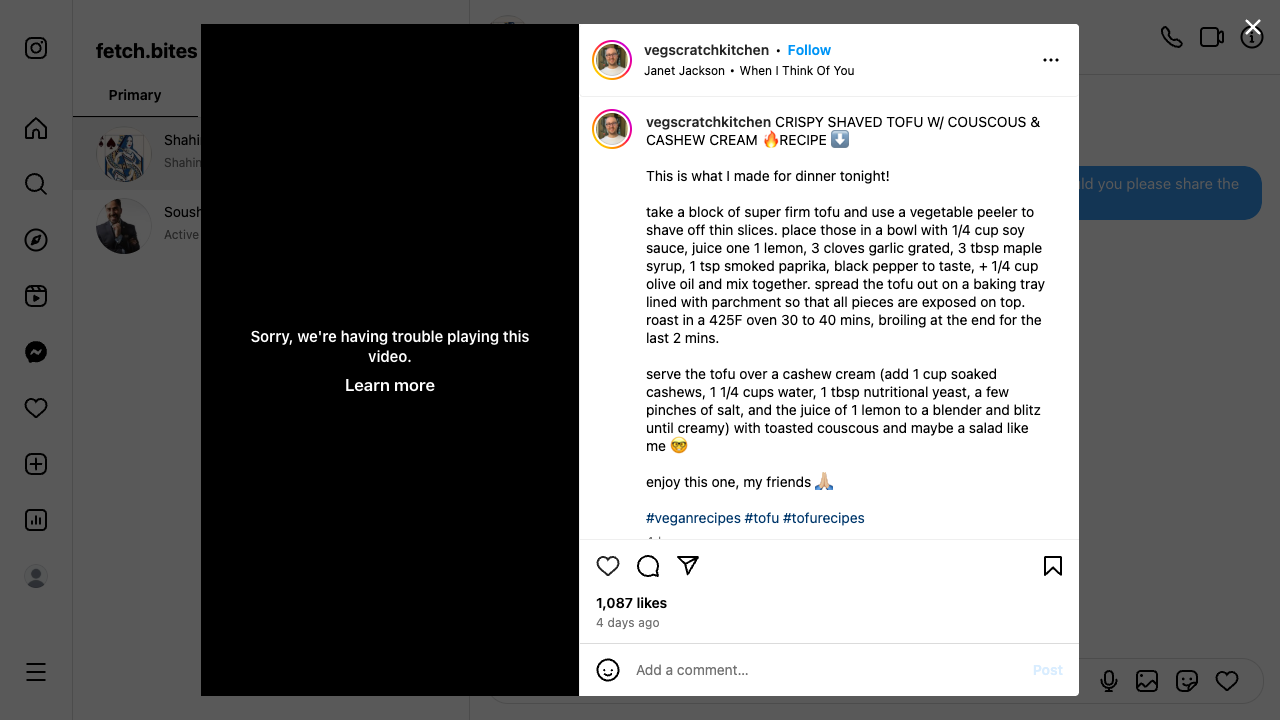 fetch.bites
Primary
Shahi
Shahin
Soush
Active
ld you please share the
Sorry, we're having trouble playing this
video.
Learn more
vegscratchkitchen • Follow
Janet Jackson • When I Think Of You
vegscratchkitchen CRISPY SHAVED TOFU W/ COUSCOUS &
CASHEW CREAM 🔥RECIPE ⬇️
This is what I made for dinner tonight!
take a block of super firm tofu and use a vegetable peeler to
shave off thin slices. place those in a bowl with 1/4 cup soy
sauce, juice one 1 lemon, 3 cloves garlic grated, 3 tbsp maple
syrup, 1 tsp smoked paprika, black pepper to taste, + 1/4 cup
olive oil and mix together. spread the tofu out on a baking tray
lined with parchment so that all pieces are exposed on top.
roast in a 425F oven 30 to 40 mins, broiling at the end for the
last 2 mins.
serve the tofu over a cashew cream (add 1 cup soaked
cashews, 1 1/4 cups water, 1 tbsp nutritional yeast, a few
pinches of salt, and the juice of 1 lemon to a blender and blitz
until creamy) with toasted couscous and maybe a salad like
me 🤓
enjoy this one, my friends 🙏🏼
#veganrecipes #tofu #tofurecipes
1,087 likes
4 days ago
Add a comment...
Post